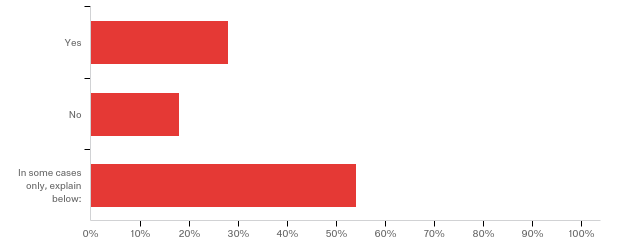 Yes
No
In some cases
only, explain
below:
0% 10% 20% 30% 40% 50% 60% 70% 80% 90% 100%